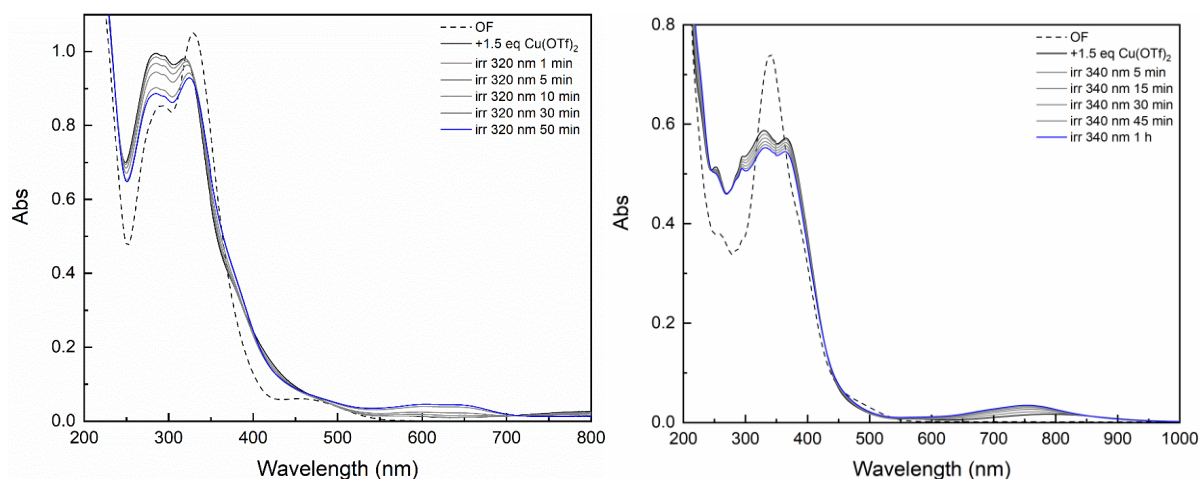 OF
+1.5 eq Cu(OTf)2
irr 320 nm 1 min
irr 320 nm 5 min
irr 320 nm 10 min
irr 320 nm 30 min
irr 320 nm 50 min
1.0
0.8
0.6
0.4
0.2
0.0
Abs
200 300 400 500 600 700 800
Wavelength (nm)
OF
+1.5 eq Cu(OTf)2
irr 340 nm 5 min
irr 340 nm 15 min
irr 340 nm 30 min
irr 340 nm 45 min
irr 340 nm 1 h
0.8
0.6
0.4
0.2
0.0
Abs
200 300 400 500 600 700 800 900 1000
Wavelength (nm)